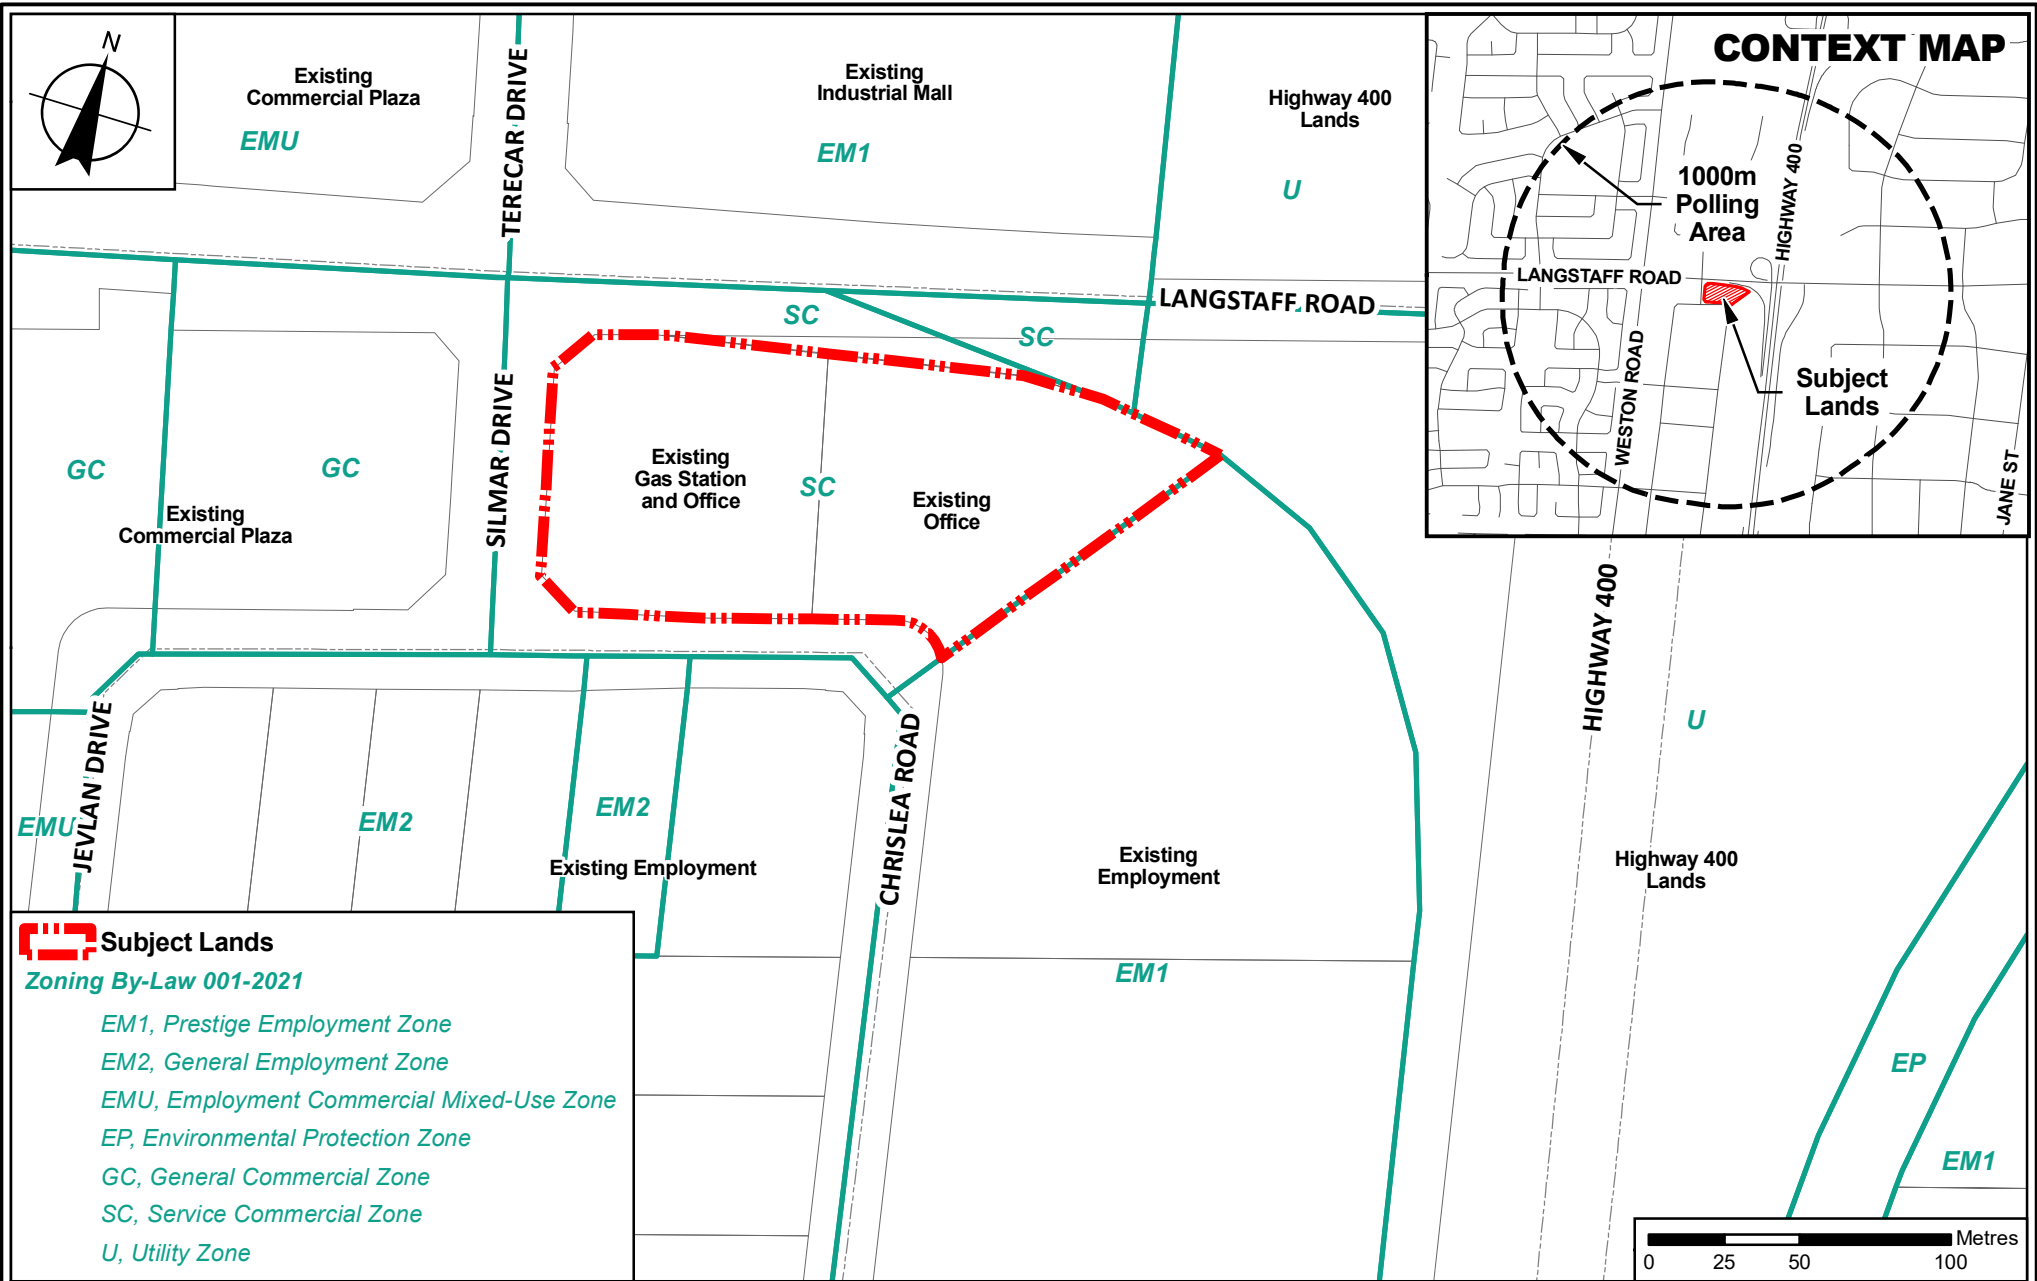 N
Existing
Commercial Plaza
EMU
TERECAR DRIVE
Existing
Industrial Mall
EM1
Highway 400
Lands
U
CONTEXT MAP
1000m
Polling
Area
HIGHWAY 400
LANGSTAFF ROAD
WESTON ROAD
Subject
Lands
JANE ST
LANGSTAFF ROAD
SC
SC
SILMAR DRIVE
GC
GC
Existing
Commercial Plaza
Existing
Gas Station
and Office
SC
Existing
Office
HIGHWAY 400
U
JEVLAN DRIVE
EMU
EM2
EM2
Existing Employment
CHRISLEA ROAD
Existing
Employment
Highway 400
Lands
EM1
EP
EM1
Subject Lands
Zoning By-Law 001-2021
EM1, Prestige Employment Zone
EM2, General Employment Zone
EMU, Employment Commercial Mixed-Use Zone
EP, Environmental Protection Zone
GC, General Commercial Zone
SC, Service Commercial Zone
U, Utility Zone
Metres
0 25 50 100